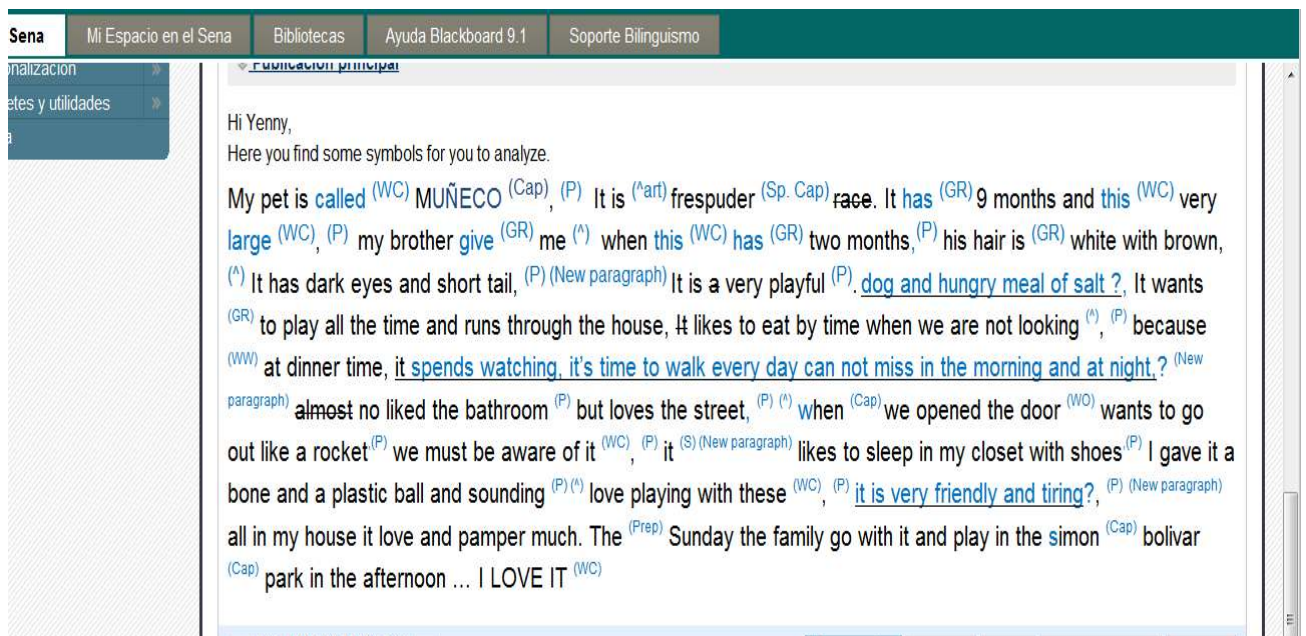 Sena Mi Espacio en el Sena Bibliotecas Ayuda Blackboard 9.1 Soporte Bilinguismo
onalización
etes y utilidades
a
Publicación principal
Hi Yenny,
Here you find some symbols for you to analyze.
My pet is called (WC) MUÑECO (Cap), (P) It is (^art) frespuder (Sp. Cap) race. It has (GR) 9 months and this (WC) very
large (WC), (P) my brother give (GR) me (^) when this (WC) has (GR) two months,(P) his hair is (GR) white with brown,
(^) It has dark eyes and short tail, (P) (New paragraph) It is a very playful (P). dog and hungry meal of salt ?, It wants
(GR) to play all the time and runs through the house, It likes to eat by time when we are not looking (^), (P) because
(WW) at dinner time, it spends watching, it's time to walk every day can not miss in the morning and at night,? (New
paragraph) almost no liked the bathroom (P) but loves the street, (P) (^) when (Cap) we opened the door (WO) wants to go
out like a rocket,(P) we must be aware of it (WC), (P) it (S) (New paragraph) likes to sleep in my closet with shoes,(P) I gave it a
bone and a plastic ball and sounding (P) (^) love playing with these (WC), (P) it is very friendly and tiring?, (P) (New paragraph)
all in my house it love and pamper much. The (Prep) Sunday the family go with it and play in the simon (Cap) bolivar
(Cap) park in the afternoon ... I LOVE IT (WC)